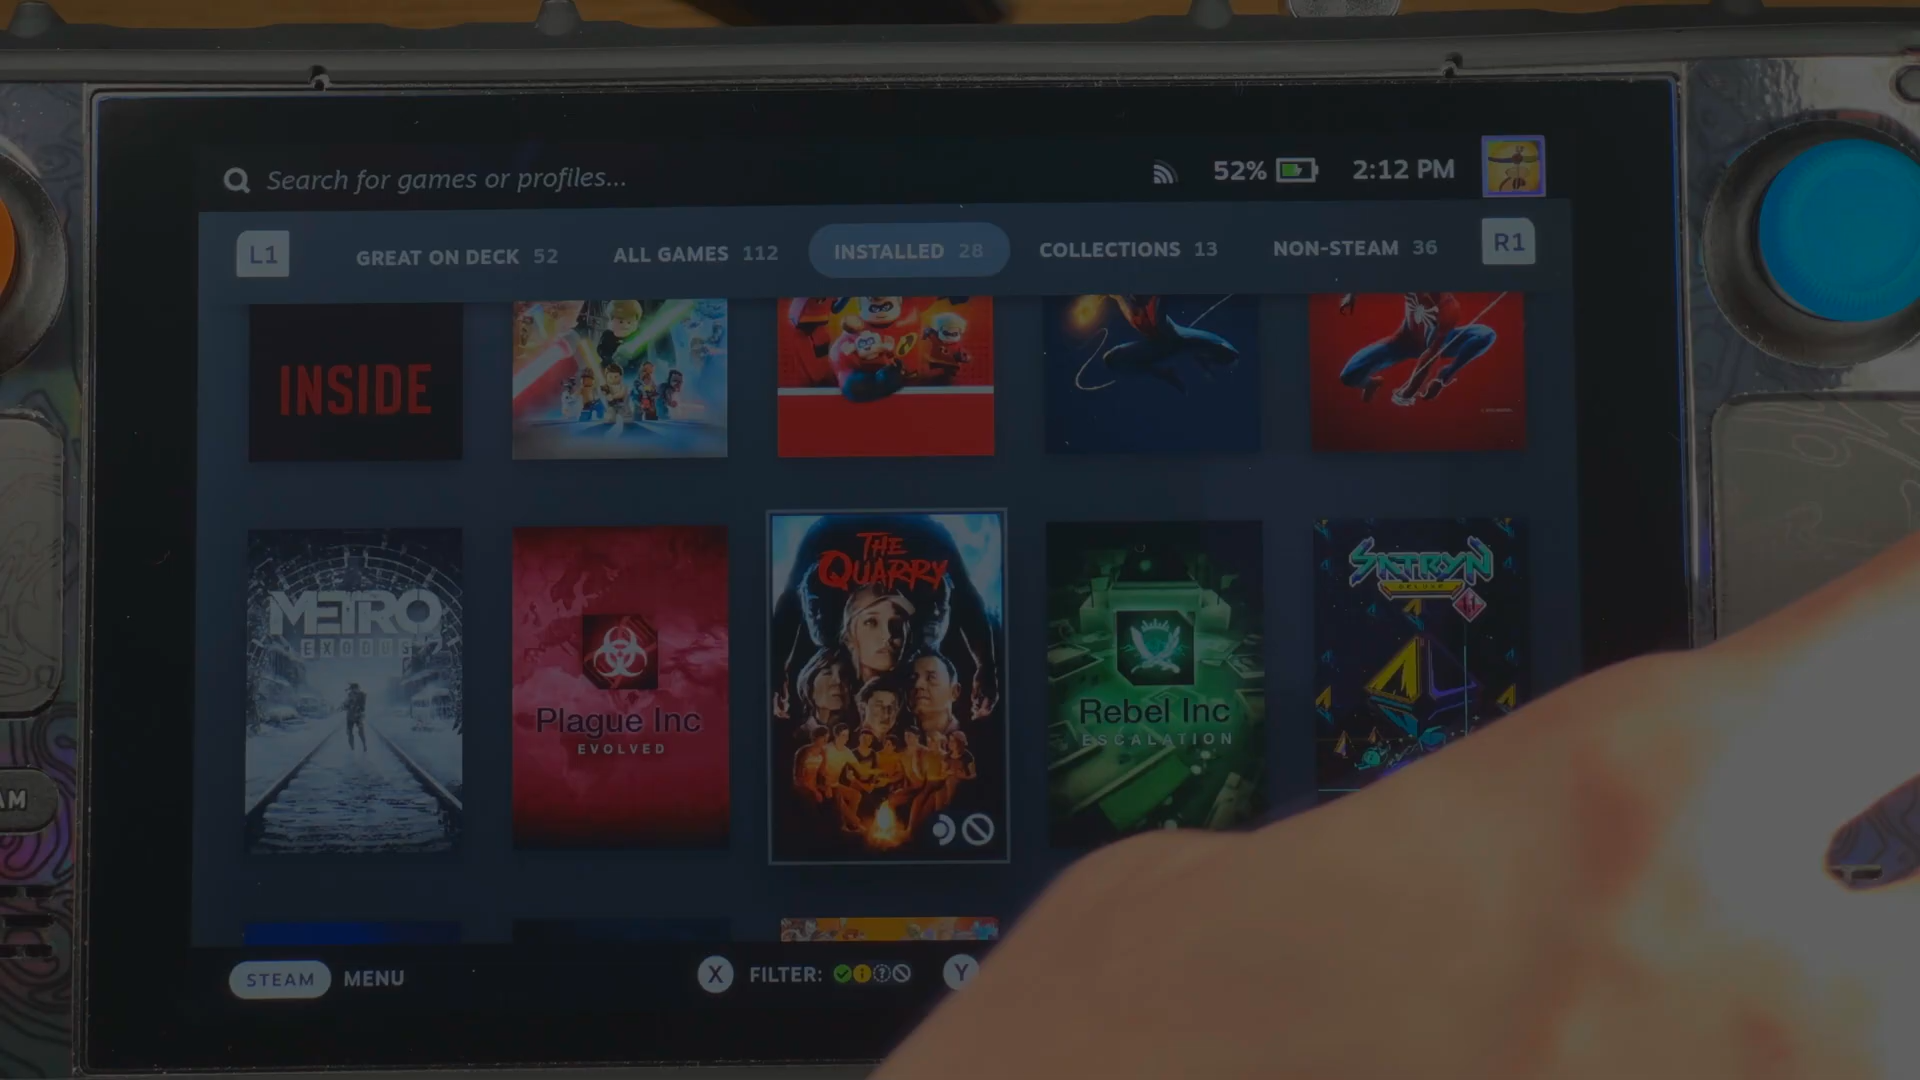 Search for games or profiles...
52%
2:12 PM
L1
GREAT ON DECK 52
ALL GAMES 112
INSTALLED 28
COLLECTIONS 13
NON-STEAM 36
R1
INSIDE
METRO
EXODUS
Plague Inc
EVOLVED
THE
QUARRY
Rebel Inc
ESCALATION
DELUXE
AM
STEAM MENU
X FILTER:
Y